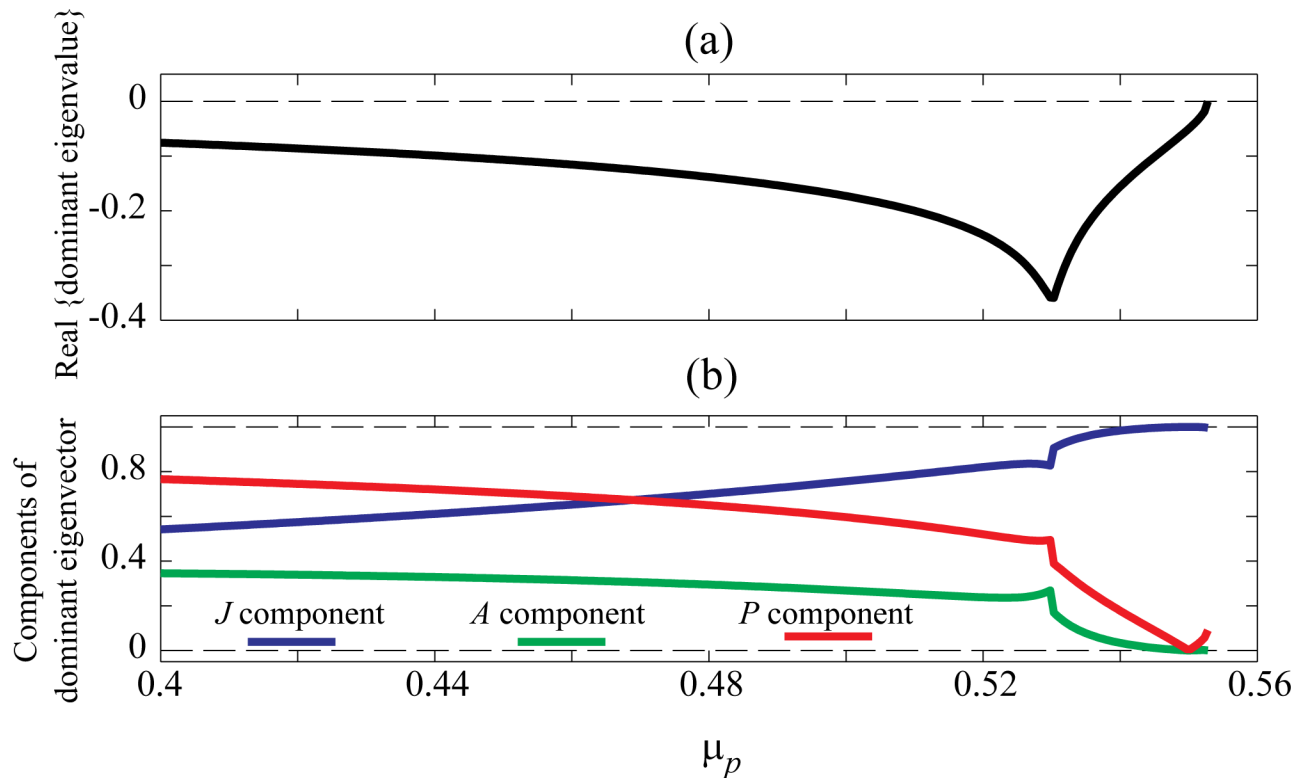 (a)
Real {dominant eigenvalue}
0
-0.2
-0.4
(b)
Components of
dominant eigenvector
0.8
0.4
0
J component
A component
P component
0.4
0.44
0.48
0.52
0.56
μp